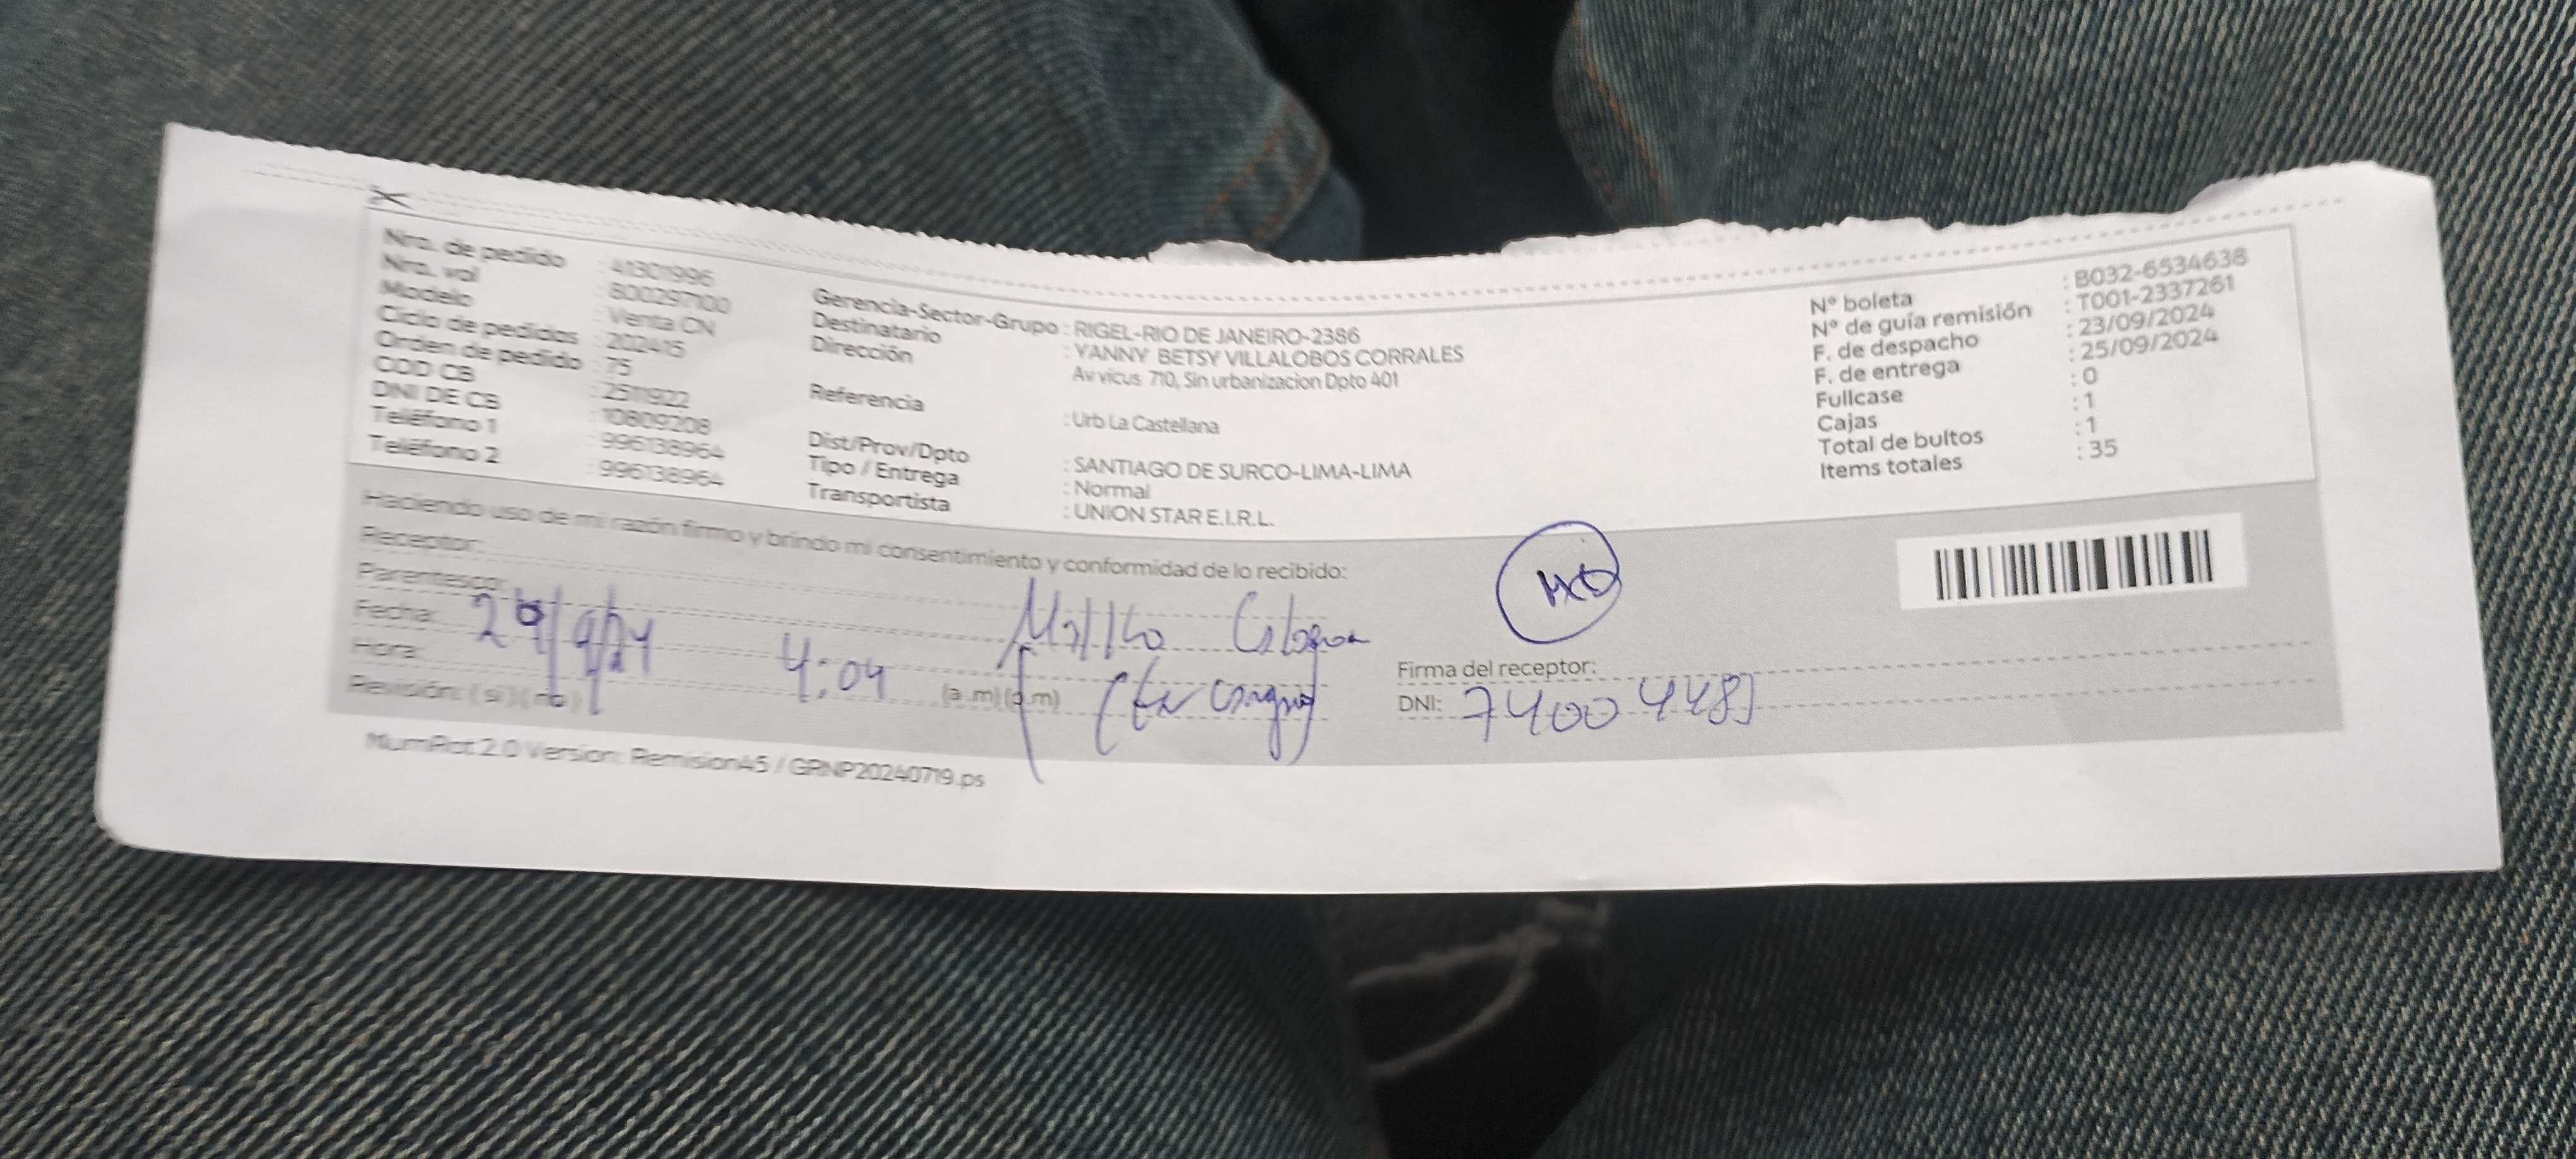 Nro. de pedido : 41301996
Nro. val : 800297100
Modelo : Venta CN
Ciclo de pedidos : 202415
Orden de pedido : 75
COD CB : 25111922
DNI DE CB : 10809208
Teléfono 1 : 996138964
Teléfono 2 : 996138964
Gerencia-Sector-Grupo : RIGEL-RIO DE JANEIRO-2386
Destinatario : YANNY BETSY VILLALOBOS CORRALES
Dirección Av vicus 710, Sin urbanizacion Dpto 401
Referencia : Urb La Castellana
Dist/Prov/Dpto : SANTIAGO DE SURCO-LIMA-LIMA
Tipo / Entrega : Normal
Transportista : UNION STAR E.I.R.L.
N° boleta : B032-6534638
N° de guía remisión : T001-2337261
F. de despacho : 23/09/2024
F. de entrega : 25/09/2024
Fullcase : 0
Cajas : 1
Total de bultos : 1
Items totales : 35
Haciendo uso de mi razón firmo y brindo mi consentimiento y conformidad de lo recibido:
Receptor:
Parentesco:
Fecha:
Hora: 4:04 (a.m)(p.m)
Revisión: (si)(no)
Firma del receptor:
DNI:
MumRot 2.0 Version: Remision45 / GRNP20240719.ps